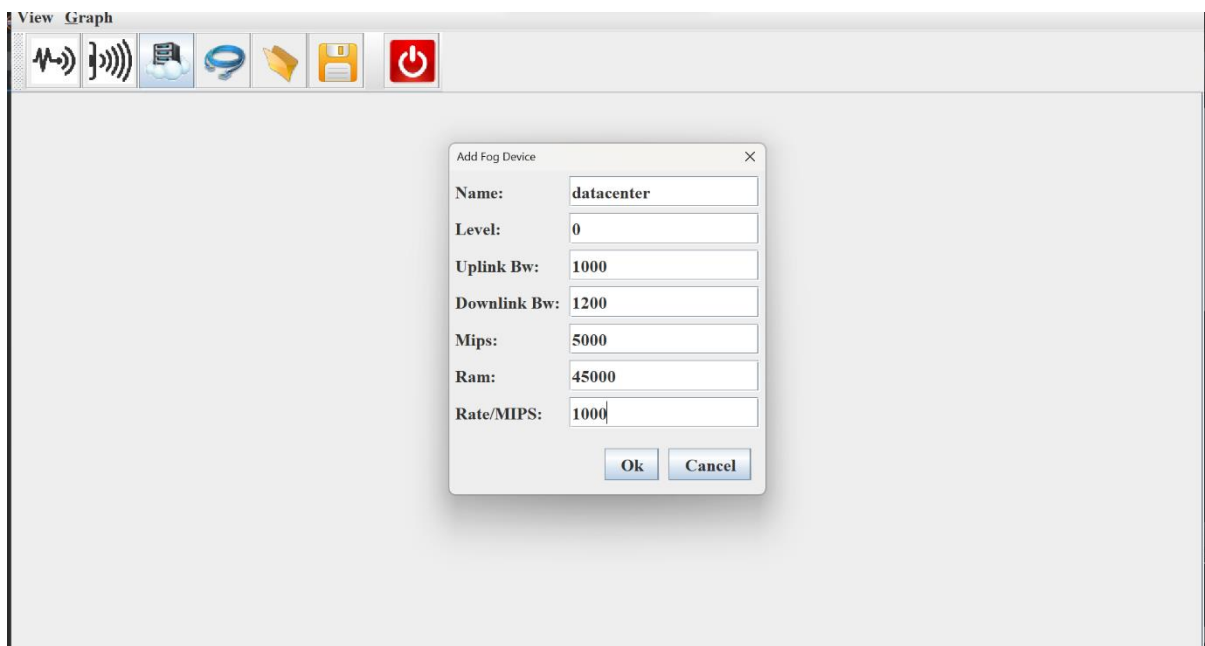 View Graph
Add Fog Device
Name: datacenter
Level: 0
Uplink Bw: 1000
Downlink Bw: 1200
Mips: 5000
Ram: 45000
Rate/MIPS: 1000
Ok Cancel